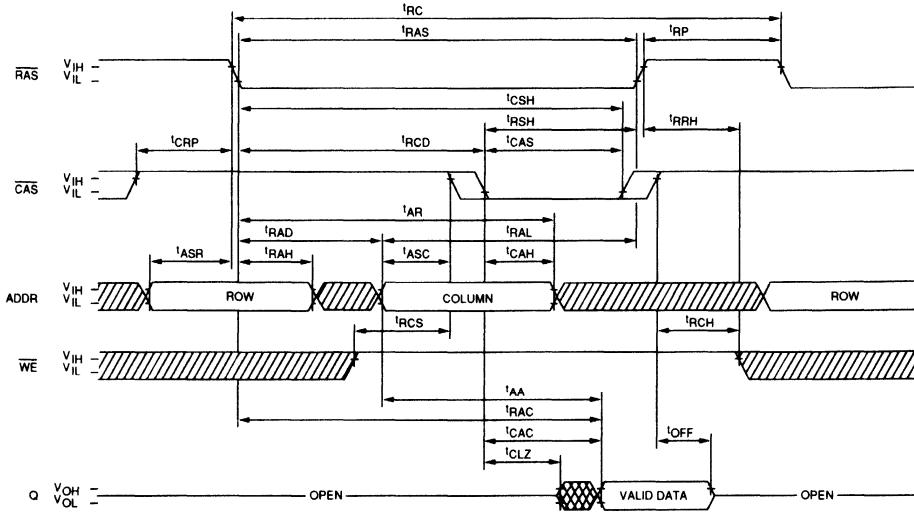 tRC
tRAS tRP
RAS VIH VIL
tCSH
tRSH tRRH
tCRP tRCD tCAS
CAS VIH VIL
tAR
tRAD tRAL
tASR tRAH tASC tCAH
ADDR VIH VIL ROW COLUMN ROW
tRCS tRCH
WE VIH VIL
tAA
tRAC
tCAC tOFF
tCLZ
Q VOH VOL OPEN VALID DATA OPEN